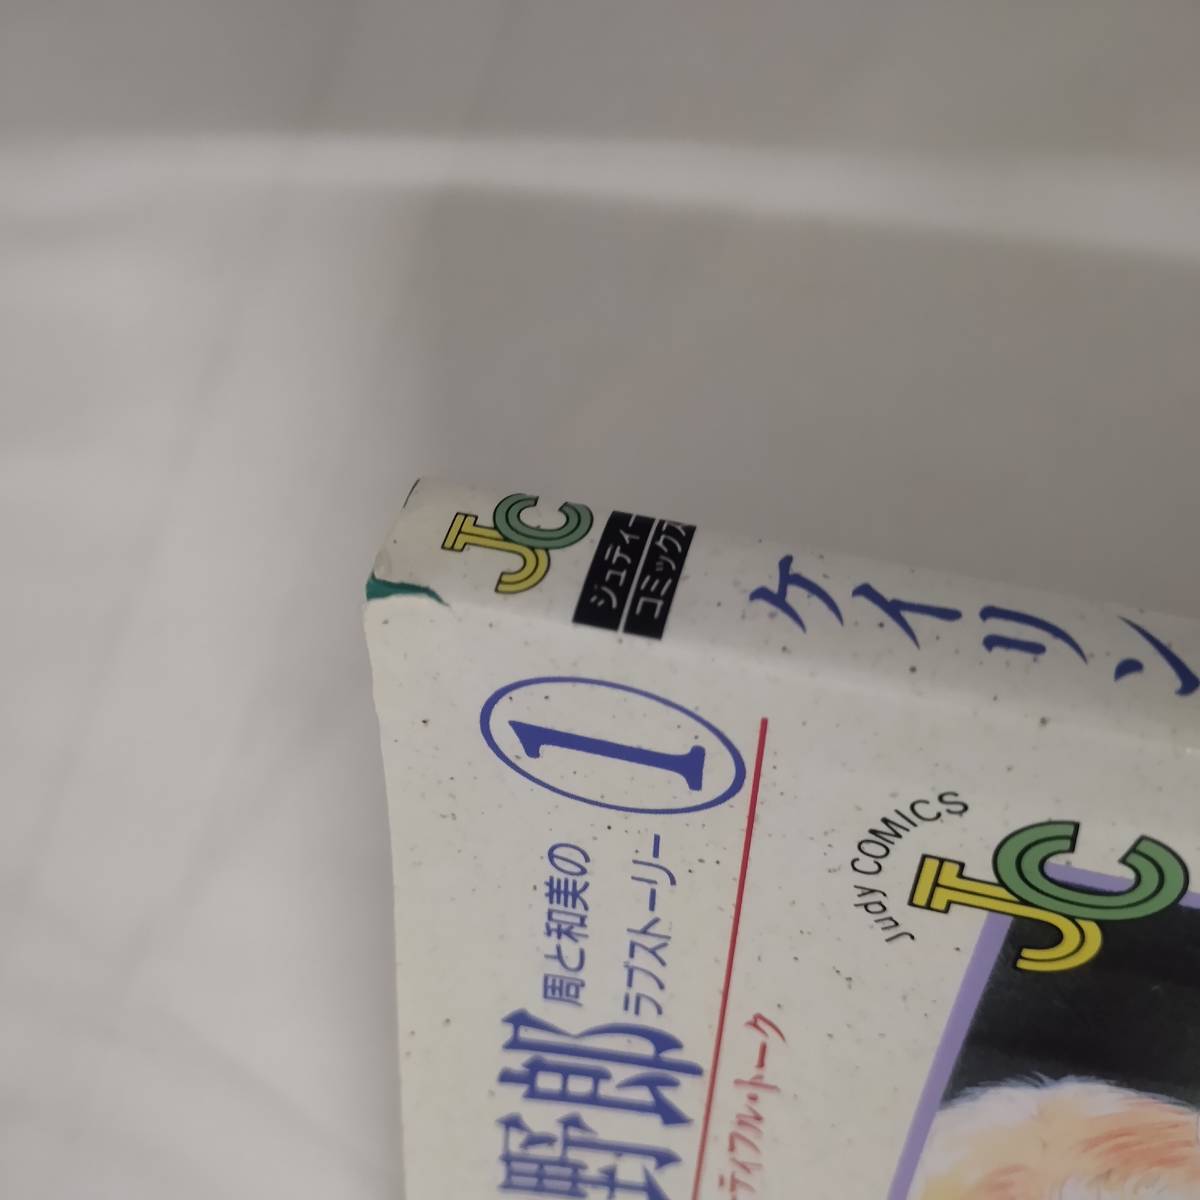 JC
ジュディー
コミックス
ケイリン
1
周と和美の
ラブストーリー
野郎
ティフル・トーク
Judy COMICS
JC